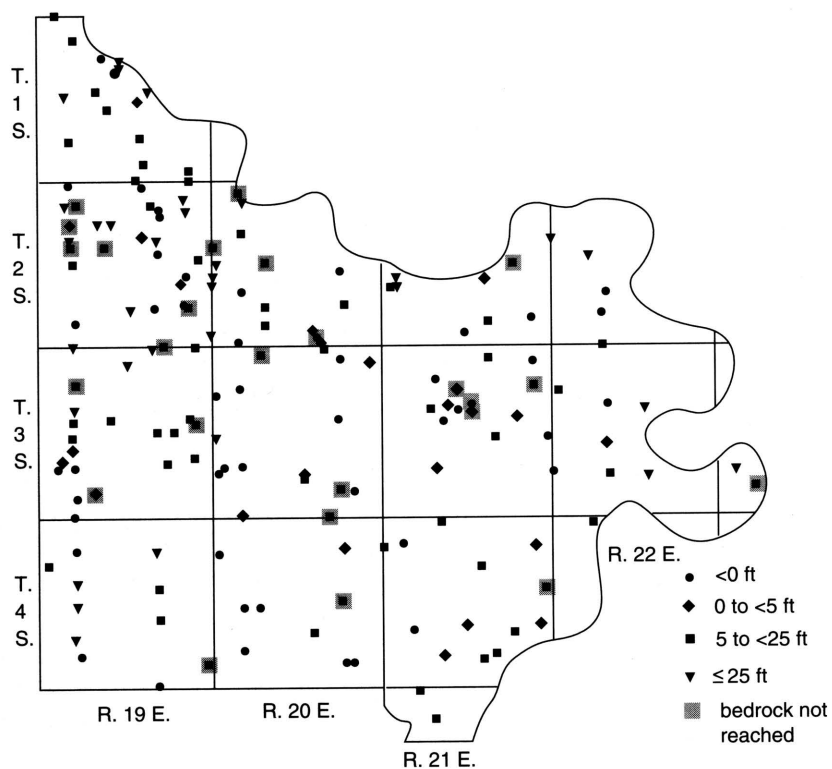 T.
1
S.
T.
2
S.
T.
3
S.
T.
4
S.
R. 19 E.
R. 20 E.
R. 21 E.
R. 22 E.
<0 ft
0 to <5 ft
5 to <25 ft
≤ 25 ft
bedrock not
reached